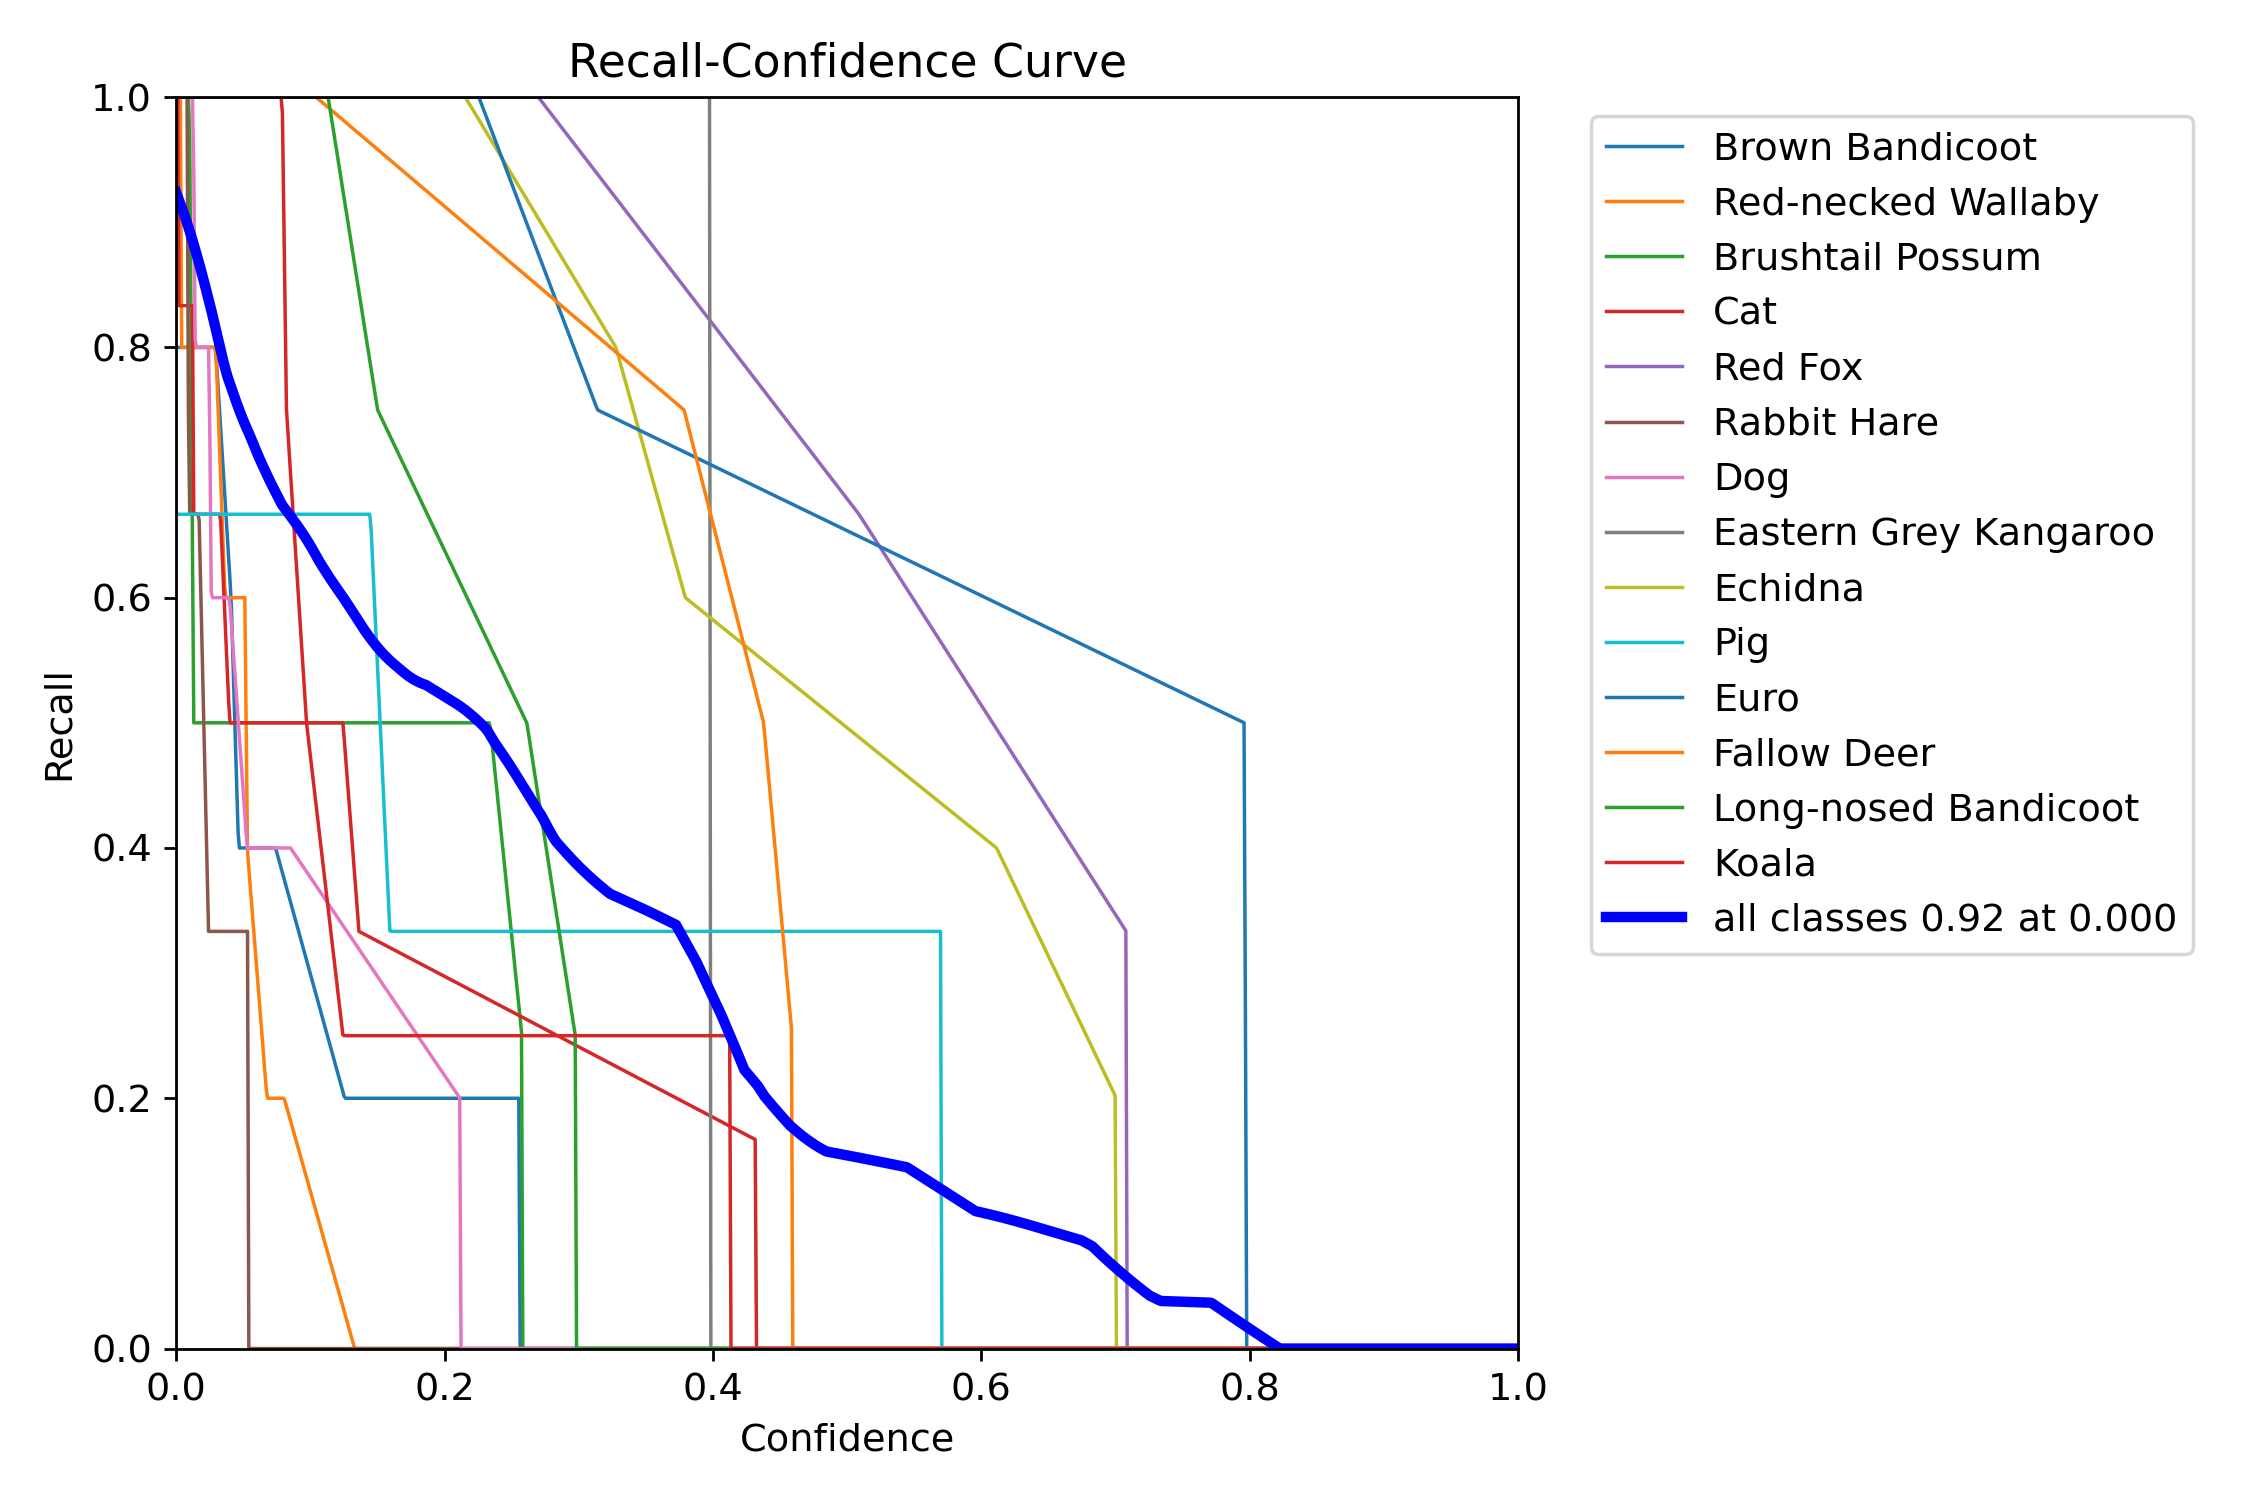 Recall-Confidence Curve
1.0
0.8
0.6
0.4
0.2
0.0
Recall
0.0 0.2 0.4 0.6 0.8 1.0
Confidence
Brown Bandicoot
Red-necked Wallaby
Brushtail Possum
Cat
Red Fox
Rabbit Hare
Dog
Eastern Grey Kangaroo
Echidna
Pig
Euro
Fallow Deer
Long-nosed Bandicoot
Koala
all classes 0.92 at 0.000